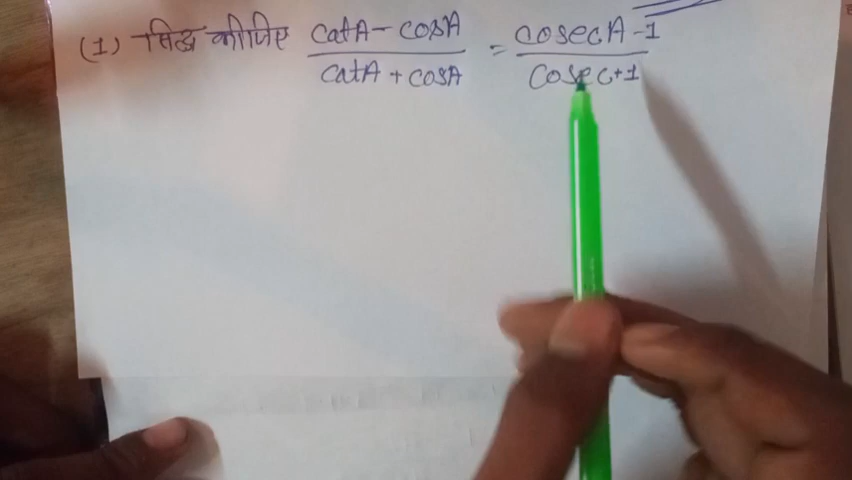 (1) सिद्ध कीजिए catA - cosA / catA + cosA = cosecA - 1 / cosec + 1